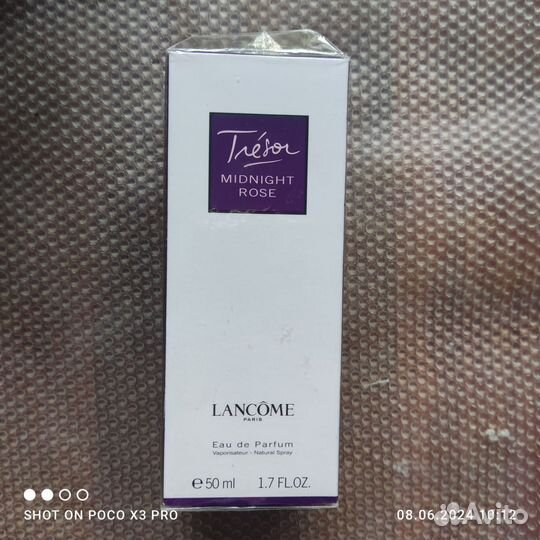 Trésor
MIDNIGHT
ROSE
LANCÔME
PARIS
Eau de Parfum
Vaporisateur - Natural Spray
e 50 ml 1.7 FL.OZ.
SHOT ON POCO X3 PRO
08.06.2024 10:12
Avito